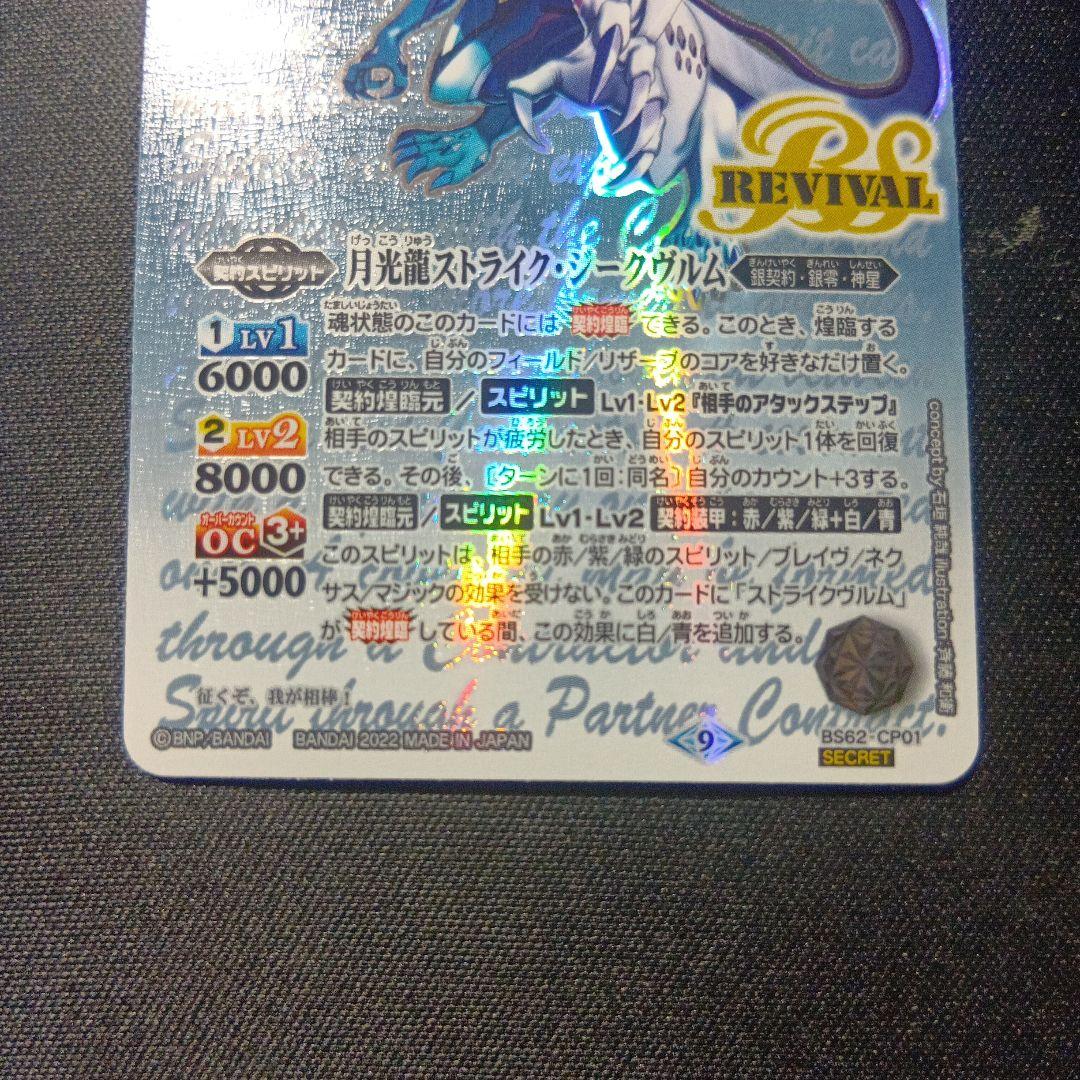 BS
REVIVAL
契約スピリット
月光龍ストライク・ジークヴルム
銀契約・銀零・神星
1 LV1
6000
魂状態のこのカードには契約煌臨できる。このとき、煌臨する
カードに、自分のフィールド/リザーブのコアを好きなだけ置く。
契約煌臨元/スピリット Lv1・Lv2『相手のアタックステップ』
2 LV2
8000
相手のスピリットが疲労したとき、自分のスピリット1体を回復
できる。その後、〔ターンに1回:同名〕自分のカウント+3する。
契約煌臨元/スピリット Lv1・Lv2 契約装甲:赤/紫/緑+白/青
オーバーカウント
OC 3+
+5000
このスピリットは、相手の赤/紫/緑のスピリット/ブレイヴ/ネク
サス/マジックの効果を受けない。このカードに「ストライクヴルム」
が契約煌臨している間、この効果に白/青を追加する。
through a Contractor and
Spirit through a Partner Contract.
征くぞ、我が相棒!
©BNP/BANDAI BANDAI 2022 MADE IN JAPAN
9
BS62-CP01
SECRET
concept by
illustration: